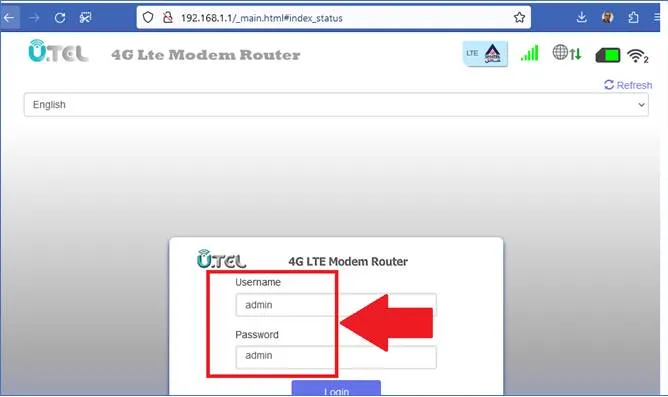 192.168.1.1/_main.html#index_status
U.TEL 4G Lte Modem Router
LTE
2
Refresh
English
U.TEL 4G LTE Modem Router
Username
admin
Password
admin
Login